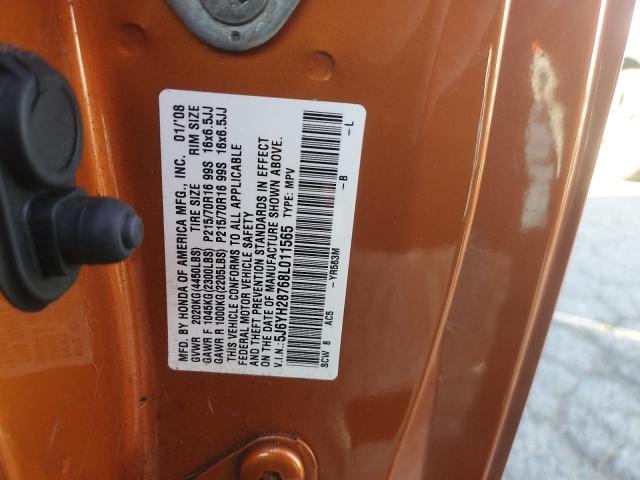 MFD. BY HONDA OF AMERICA MFG., INC. 01/'08
GVWR 2020KG(4450LBS) TIRE SIZE RIM SIZE
GAWR F 1045KG(2300LBS) P215/70R16 99S 16x6.5JJ
GAWR R 1000KG(2205LBS) P215/70R16 99S 16x6.5JJ
THIS VEHICLE CONFORMS TO ALL APPLICABLE
FEDERAL MOTOR VEHICLE SAFETY
AND THEFT PREVENTION STANDARDS IN EFFECT
ON THE DATE OF MANUFACTURE SHOWN ABOVE.
V.I.N.: 5J6YH28768L011565 TYPE: MPV
SCW 8 AC5 - YR563M - B - L